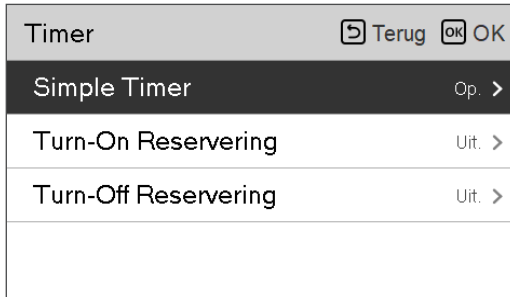 Timer Terug OK OK
Simple Timer Op. >
Turn-On Reservering Uit. >
Turn-Off Reservering Uit. >